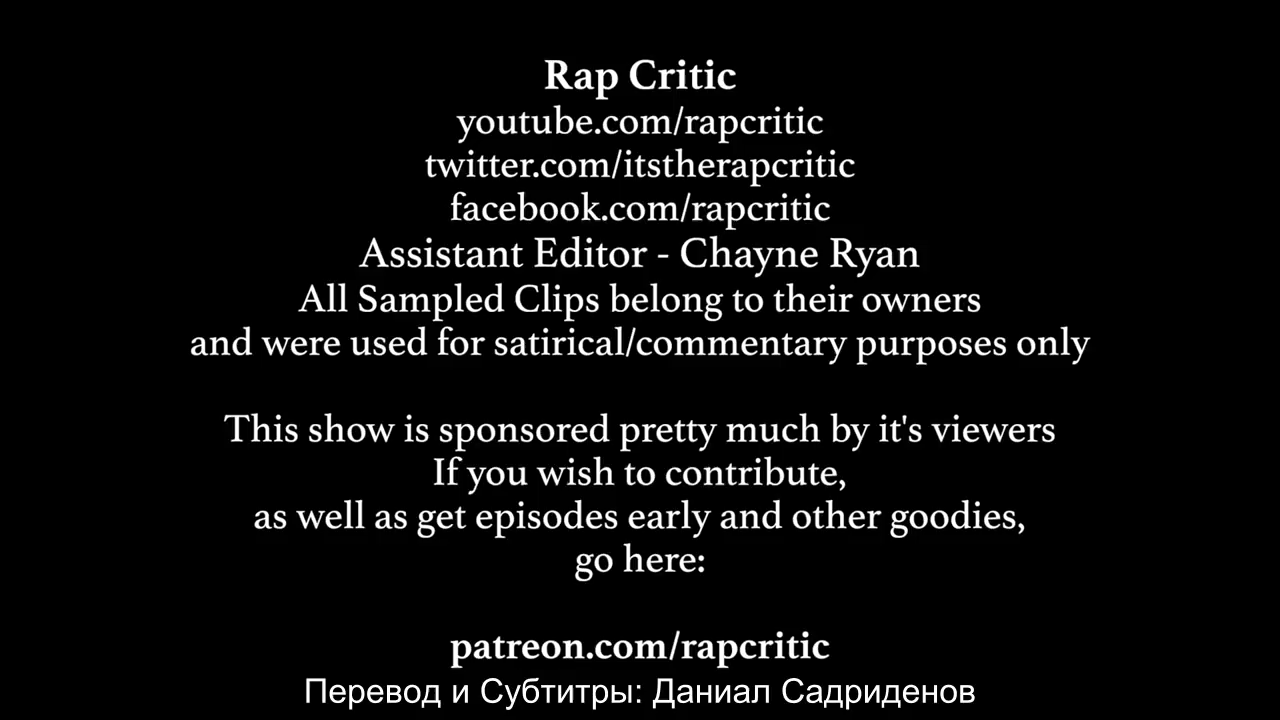 Rap Critic
youtube.com/rapcritic
twitter.com/itstherapcritic
facebook.com/rapcritic
Assistant Editor - Chayne Ryan
All Sampled Clips belong to their owners
and were used for satirical/commentary purposes only
This show is sponsored pretty much by it's viewers
If you wish to contribute,
as well as get episodes early and other goodies,
go here:
patreon.com/rapcritic
Перевод и Субтитры: Даниал Садриденов